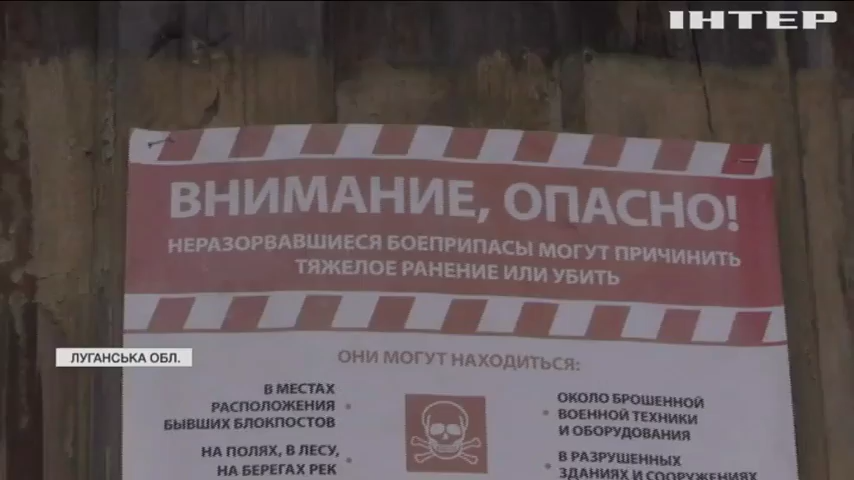 ІНТЕР
ВНИМАНИЕ, ОПАСНО!
НЕРАЗОРВАВШИЕСЯ БОЕПРИПАСЫ МОГУТ ПРИЧИНИТЬ
ТЯЖЕЛОЕ РАНЕНИЕ ИЛИ УБИТЬ
ЛУГАНСЬКА ОБЛ.
ОНИ МОГУТ НАХОДИТЬСЯ:
В МЕСТАХ
РАСПОЛОЖЕНИЯ
БЫВШИХ БЛОКПОСТОВ
НА ПОЛЯХ, В ЛЕСУ,
НА БЕРЕГАХ РЕК
ОКОЛО БРОШЕННОЙ
ВОЕННОЙ ТЕХНИКИ
И ОБОРУДОВАНИЯ
В РАЗРУШЕННЫХ
ЗДАНИЯХ И СООРУЖЕНИЯХ